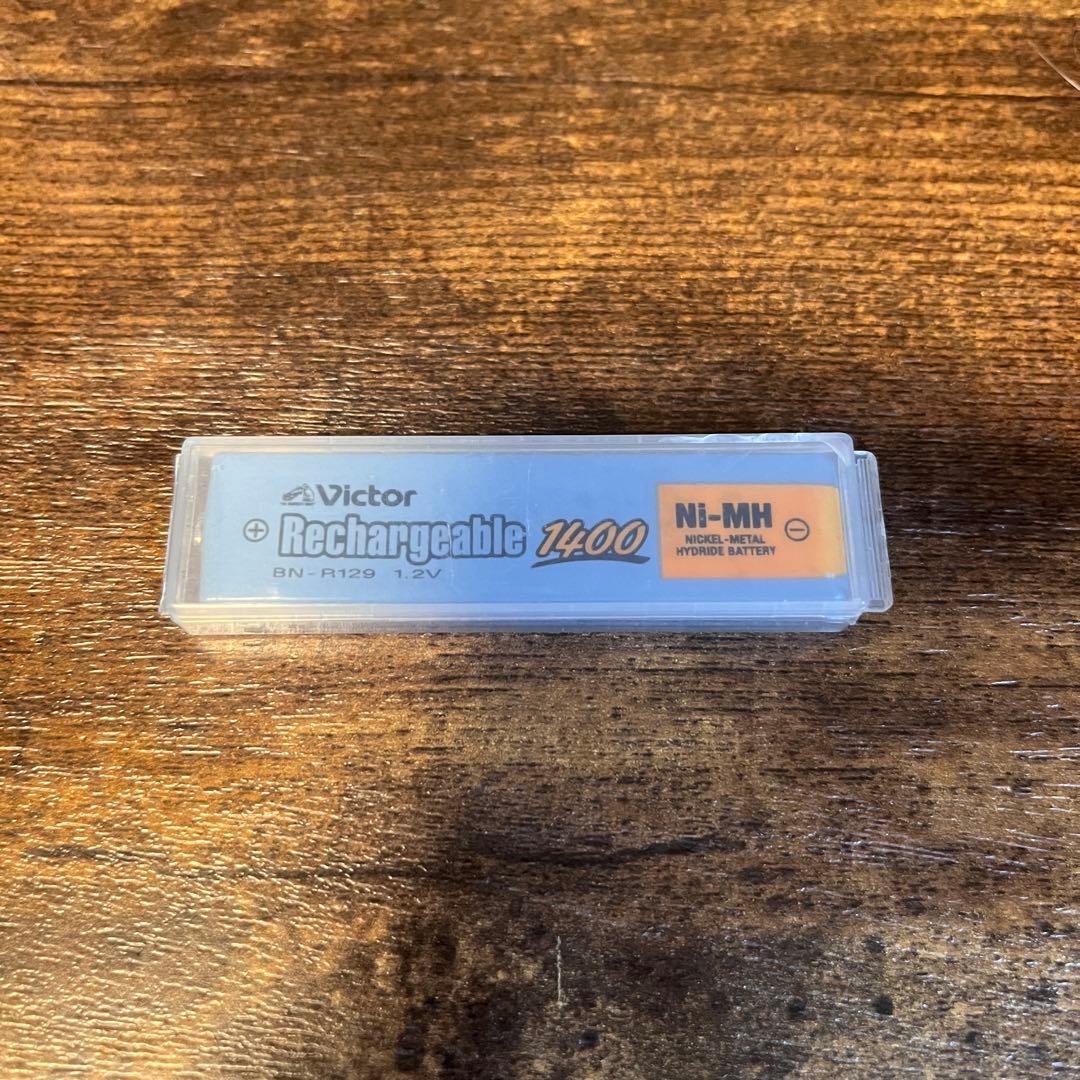 Victor
⊕ Rechargeable 1400
BN-R129 1.2V
Ni-MH
NICKEL-METAL
HYDRIDE BATTERY
⊖